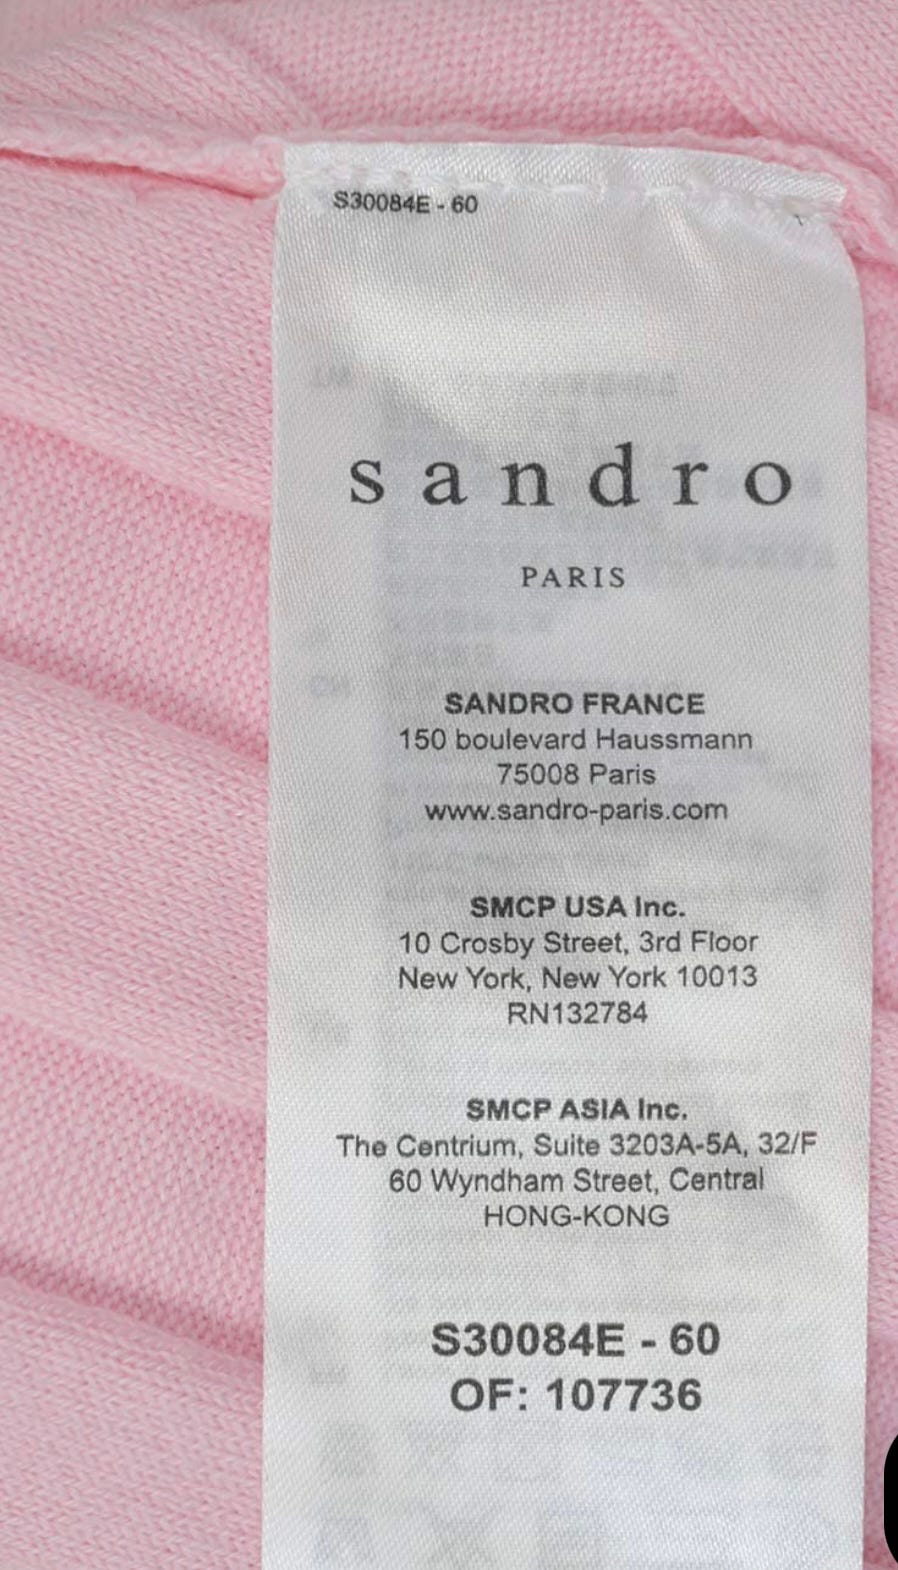 S30084E - 60
sandro
PARIS
SANDRO FRANCE
150 boulevard Haussmann
75008 Paris
www.sandro-paris.com
SMCP USA Inc.
10 Crosby Street, 3rd Floor
New York, New York 10013
RN132784
SMCP ASIA Inc.
The Centrium, Suite 3203A-5A, 32/F
60 Wyndham Street, Central
HONG-KONG
S30084E - 60
OF: 107736